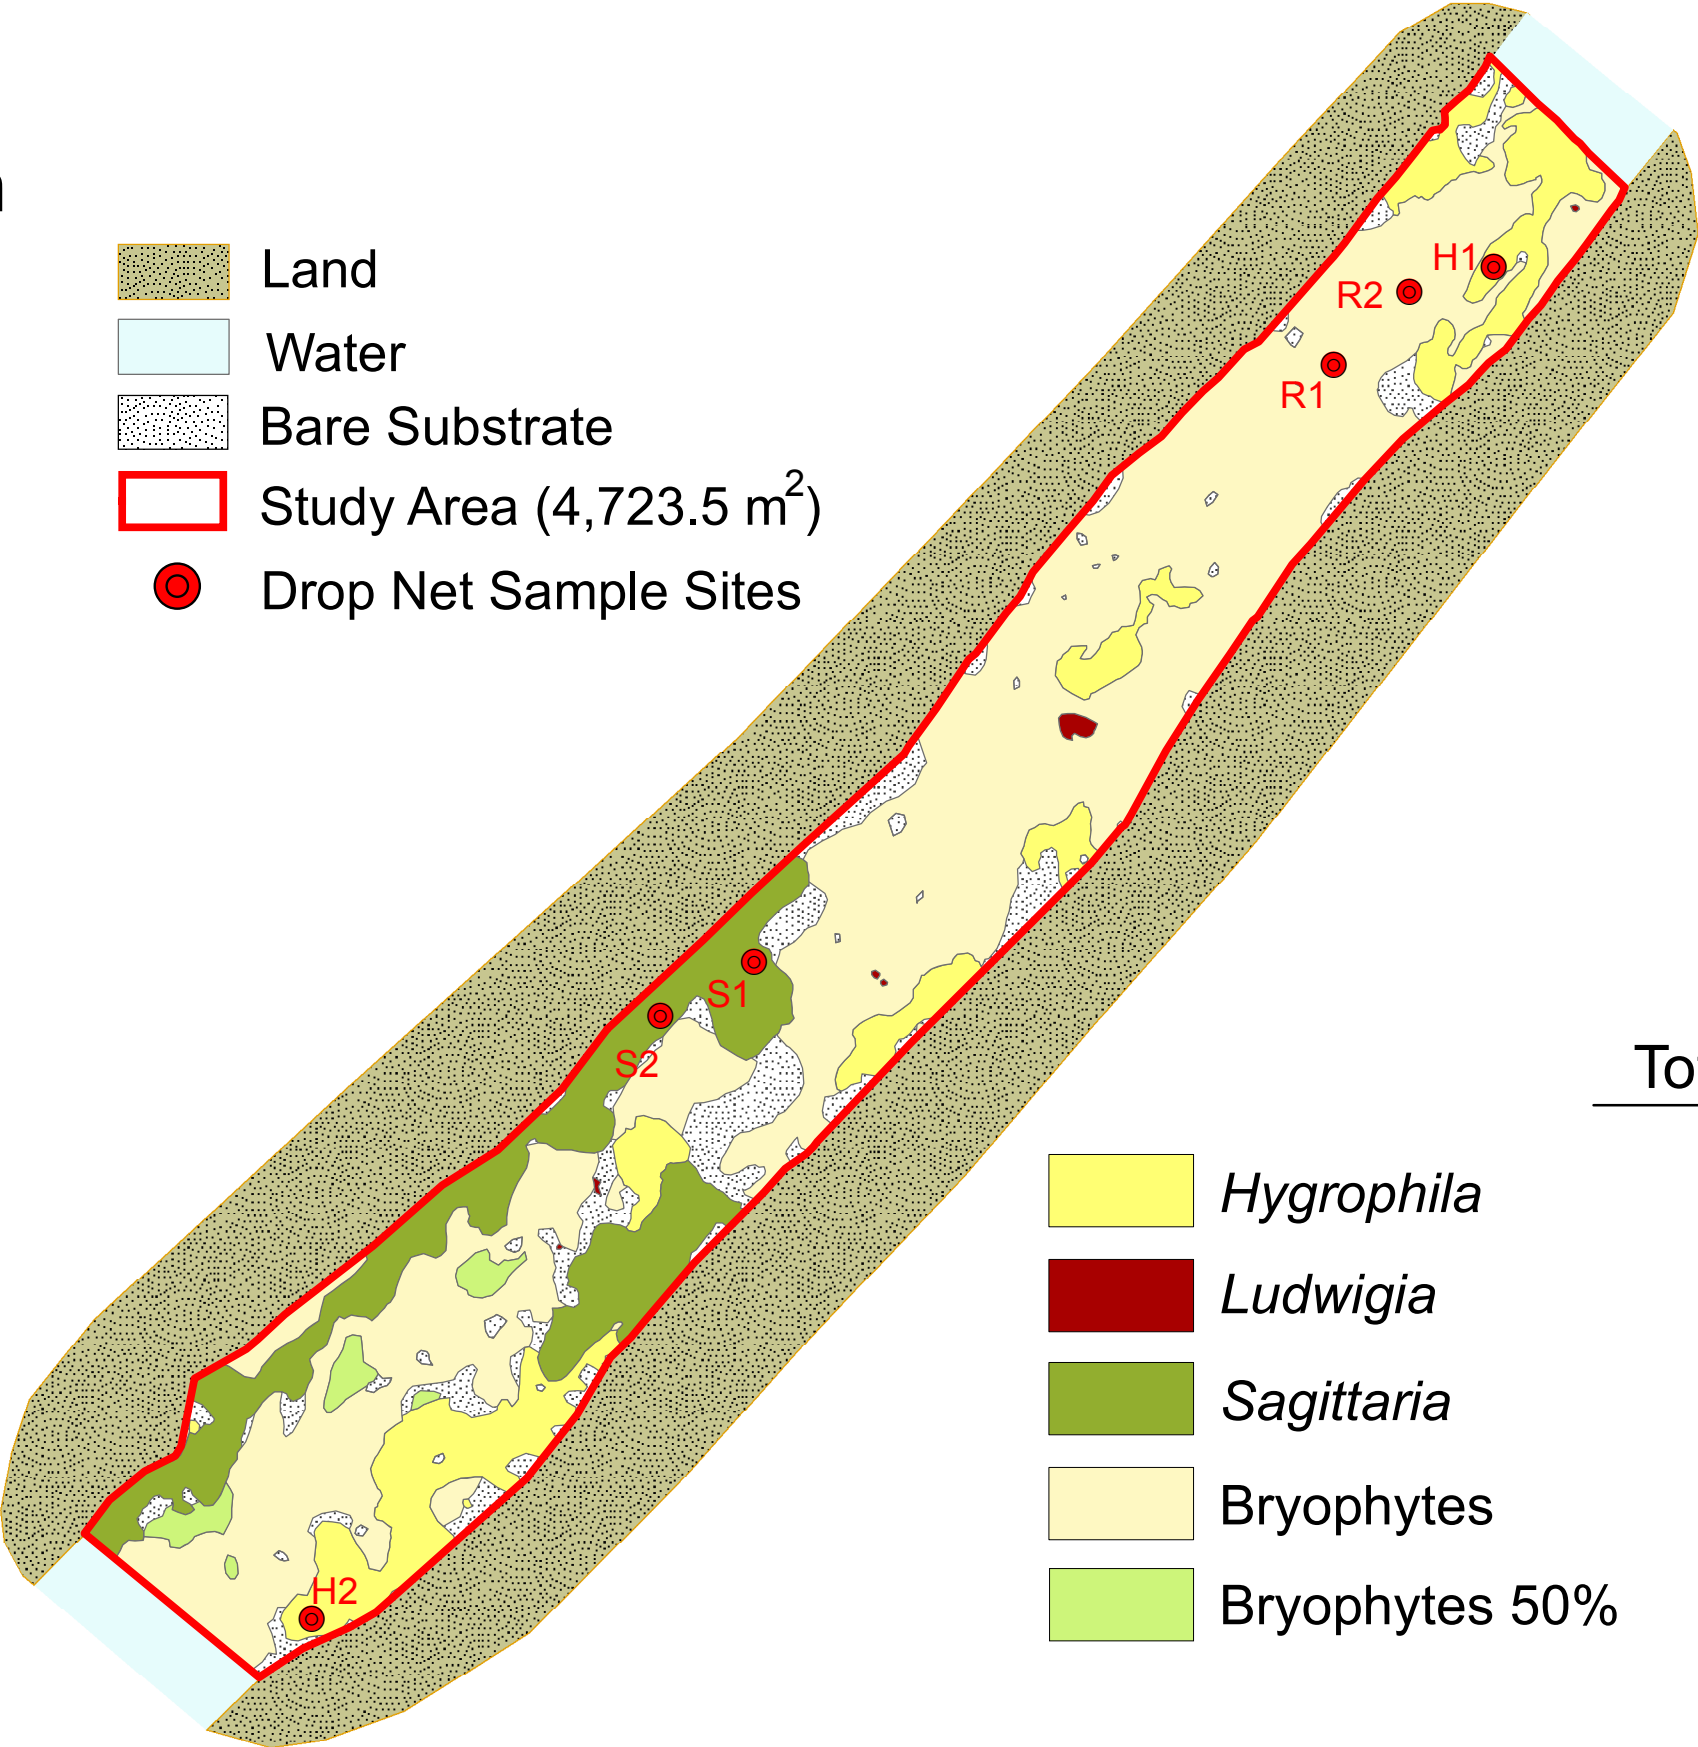 Land
Water
Bare Substrate
Study Area (4,723.5 m²)
Drop Net Sample Sites
H1
R2
R1
S1
S2
H2
Hygrophila
Ludwigia
Sagittaria
Bryophytes
Bryophytes 50%